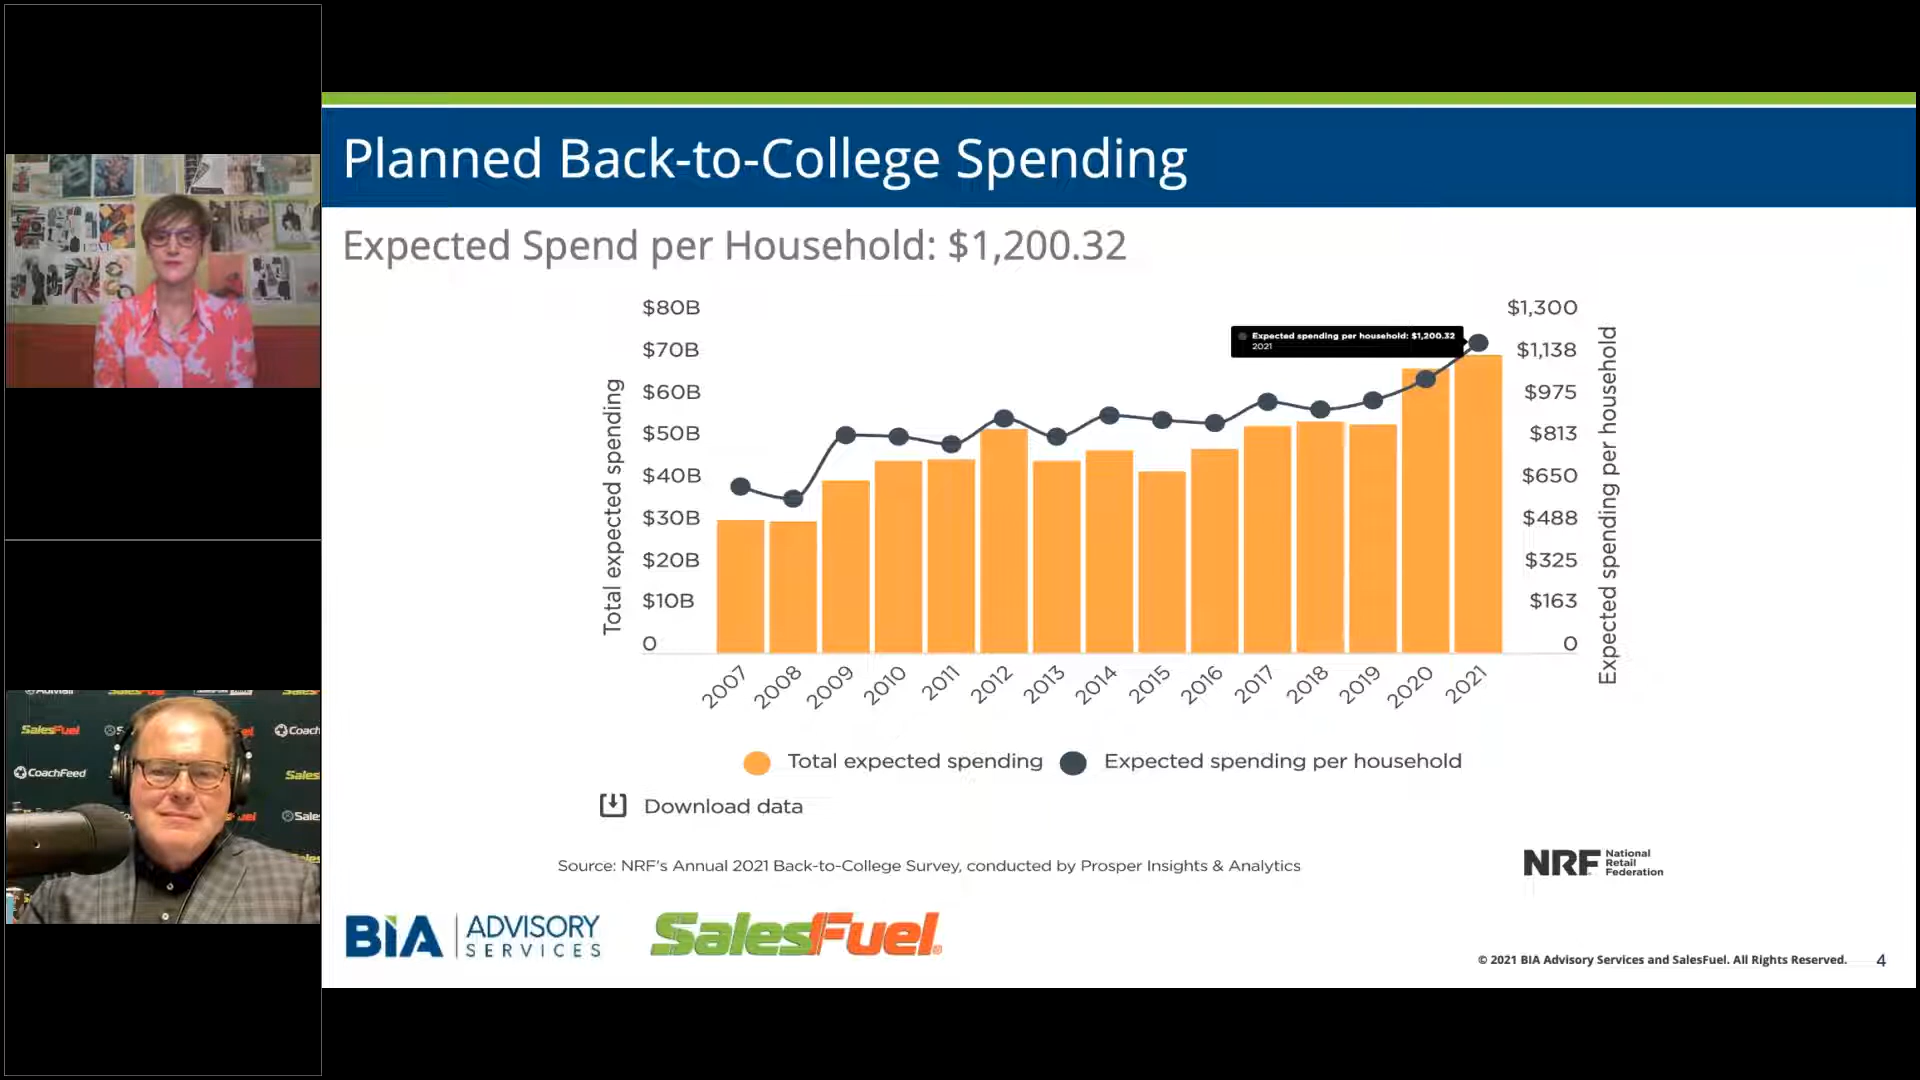 Planned Back-to-College Spending
Expected Spend per Household: $1,200.32
$80B
$70B
$60B
$50B
$40B
$30B
$20B
$10B
0
Total expected spending
Expected spending per household: $1,200.32
2021
$1,300
$1,138
$975
$813
$650
$488
$325
$163
0
Expected spending per household
2007
2008
2009
2010
2011
2012
2013
2014
2015
2016
2017
2018
2019
2020
2021
Total expected spending
Expected spending per household
Download data
Source: NRF's Annual 2021 Back-to-College Survey, conducted by Prosper Insights & Analytics
NRF
National
Retail
Federation
BiA ADVISORY
SERVICES
SalesFuel®
© 2021 BIA Advisory Services and SalesFuel. All Rights Reserved. 4
SalesFuel
Coach
CoachFeed
Sales
Sale